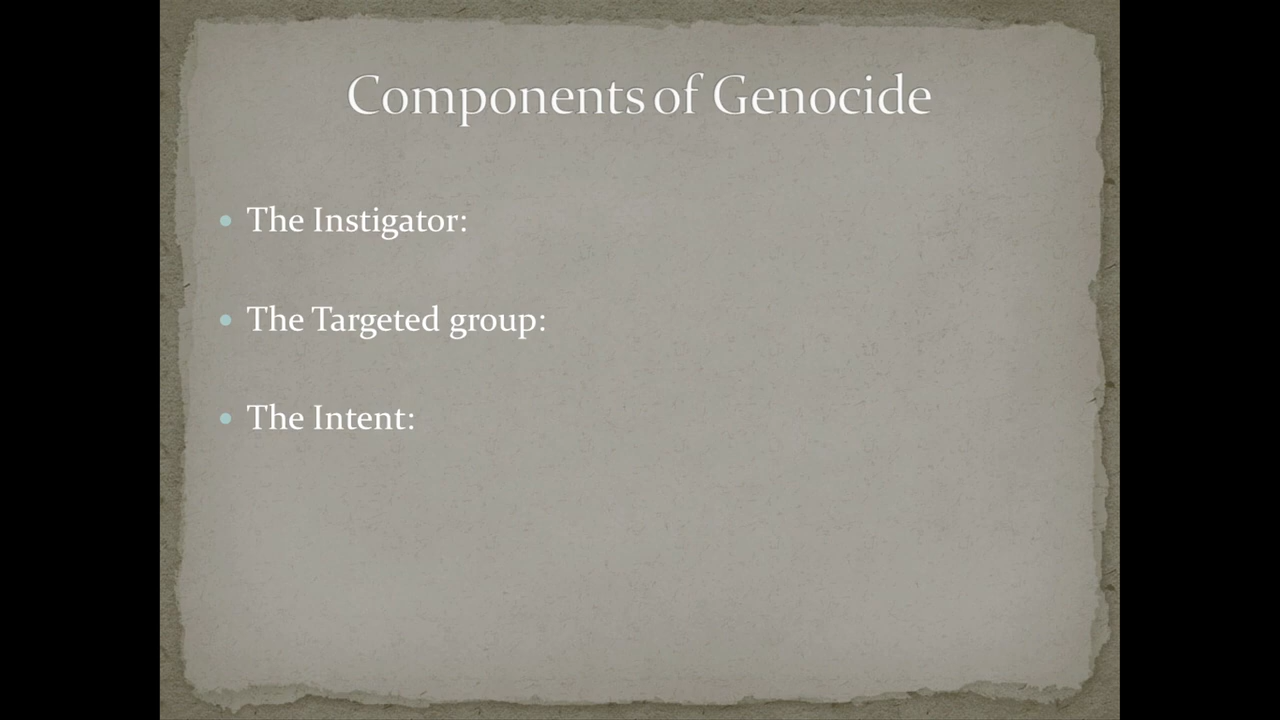 Components of Genocide
The Instigator:
The Targeted group:
The Intent: